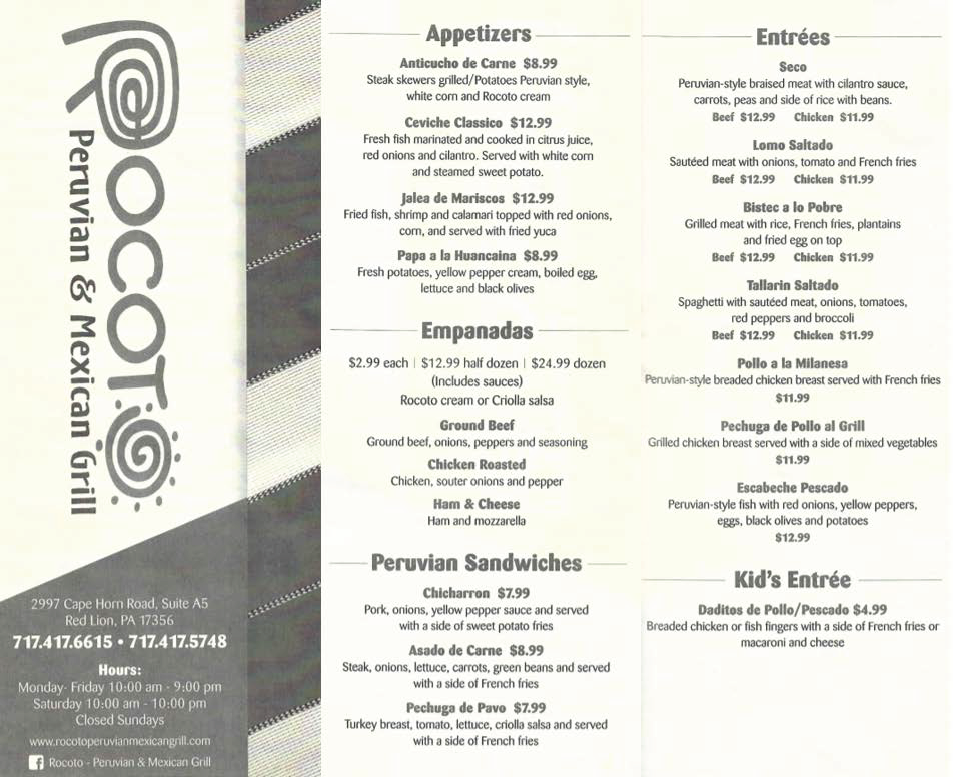 ROCOTO
Peruvian & Mexican Grill
2997 Cape Horn Road, Suite A5
Red Lion, PA 17356
717.417.6615 • 717.417.5748
Hours:
Monday- Friday 10:00 am - 9:00 pm
Saturday 10:00 am - 10:00 pm
Closed Sundays
www.rocotoperuvianmexicangrill.com
f Rocoto - Peruvian & Mexican Grill
Appetizers
Anticucho de Carne $8.99
Steak skewers grilled/Potatoes Peruvian style,
white corn and Rocoto cream
Ceviche Classico $12.99
Fresh fish marinated and cooked in citrus juice,
red onions and cilantro. Served with white corn
and steamed sweet potato.
Jalea de Mariscos $12.99
Fried fish, shrimp and calamari topped with red onions,
corn, and served with fried yuca
Papa a la Huancaina $8.99
Fresh potatoes, yellow pepper cream, boiled egg,
lettuce and black olives
Empanadas
$2.99 each | $12.99 half dozen | $24.99 dozen
(Includes sauces)
Rocoto cream or Criolla salsa
Ground Beef
Ground beef, onions, peppers and seasoning
Chicken Roasted
Chicken, souter onions and pepper
Ham & Cheese
Ham and mozzarella
Peruvian Sandwiches
Chicharron $7.99
Pork, onions, yellow pepper sauce and served
with a side of sweet potato fries
Asado de Carne $8.99
Steak, onions, lettuce, carrots, green beans and served
with a side of French fries
Pechuga de Pavo $7.99
Turkey breast, tomato, lettuce, criolla salsa and served
with a side of French fries
Entrées
Seco
Peruvian-style braised meat with cilantro sauce,
carrots, peas and side of rice with beans.
Beef $12.99 Chicken $11.99
Lomo Saltado
Sautéed meat with onions, tomato and French fries
Beef $12.99 Chicken $11.99
Bistec a lo Pobre
Grilled meat with rice, French fries, plantains
and fried egg on top
Beef $12.99 Chicken $11.99
Tallarin Saltado
Spaghetti with sautéed meat, onions, tomatoes,
red peppers and broccoli
Beef $12.99 Chicken $11.99
Pollo a la Milanesa
Peruvian-style breaded chicken breast served with French fries
$11.99
Pechuga de Pollo al Grill
Grilled chicken breast served with a side of mixed vegetables
$11.99
Escabeche Pescado
Peruvian-style fish with red onions, yellow peppers,
eggs, black olives and potatoes
$12.99
Kid's Entrée
Daditos de Pollo/Pescado $4.99
Breaded chicken or fish fingers with a side of French fries or
macaroni and cheese